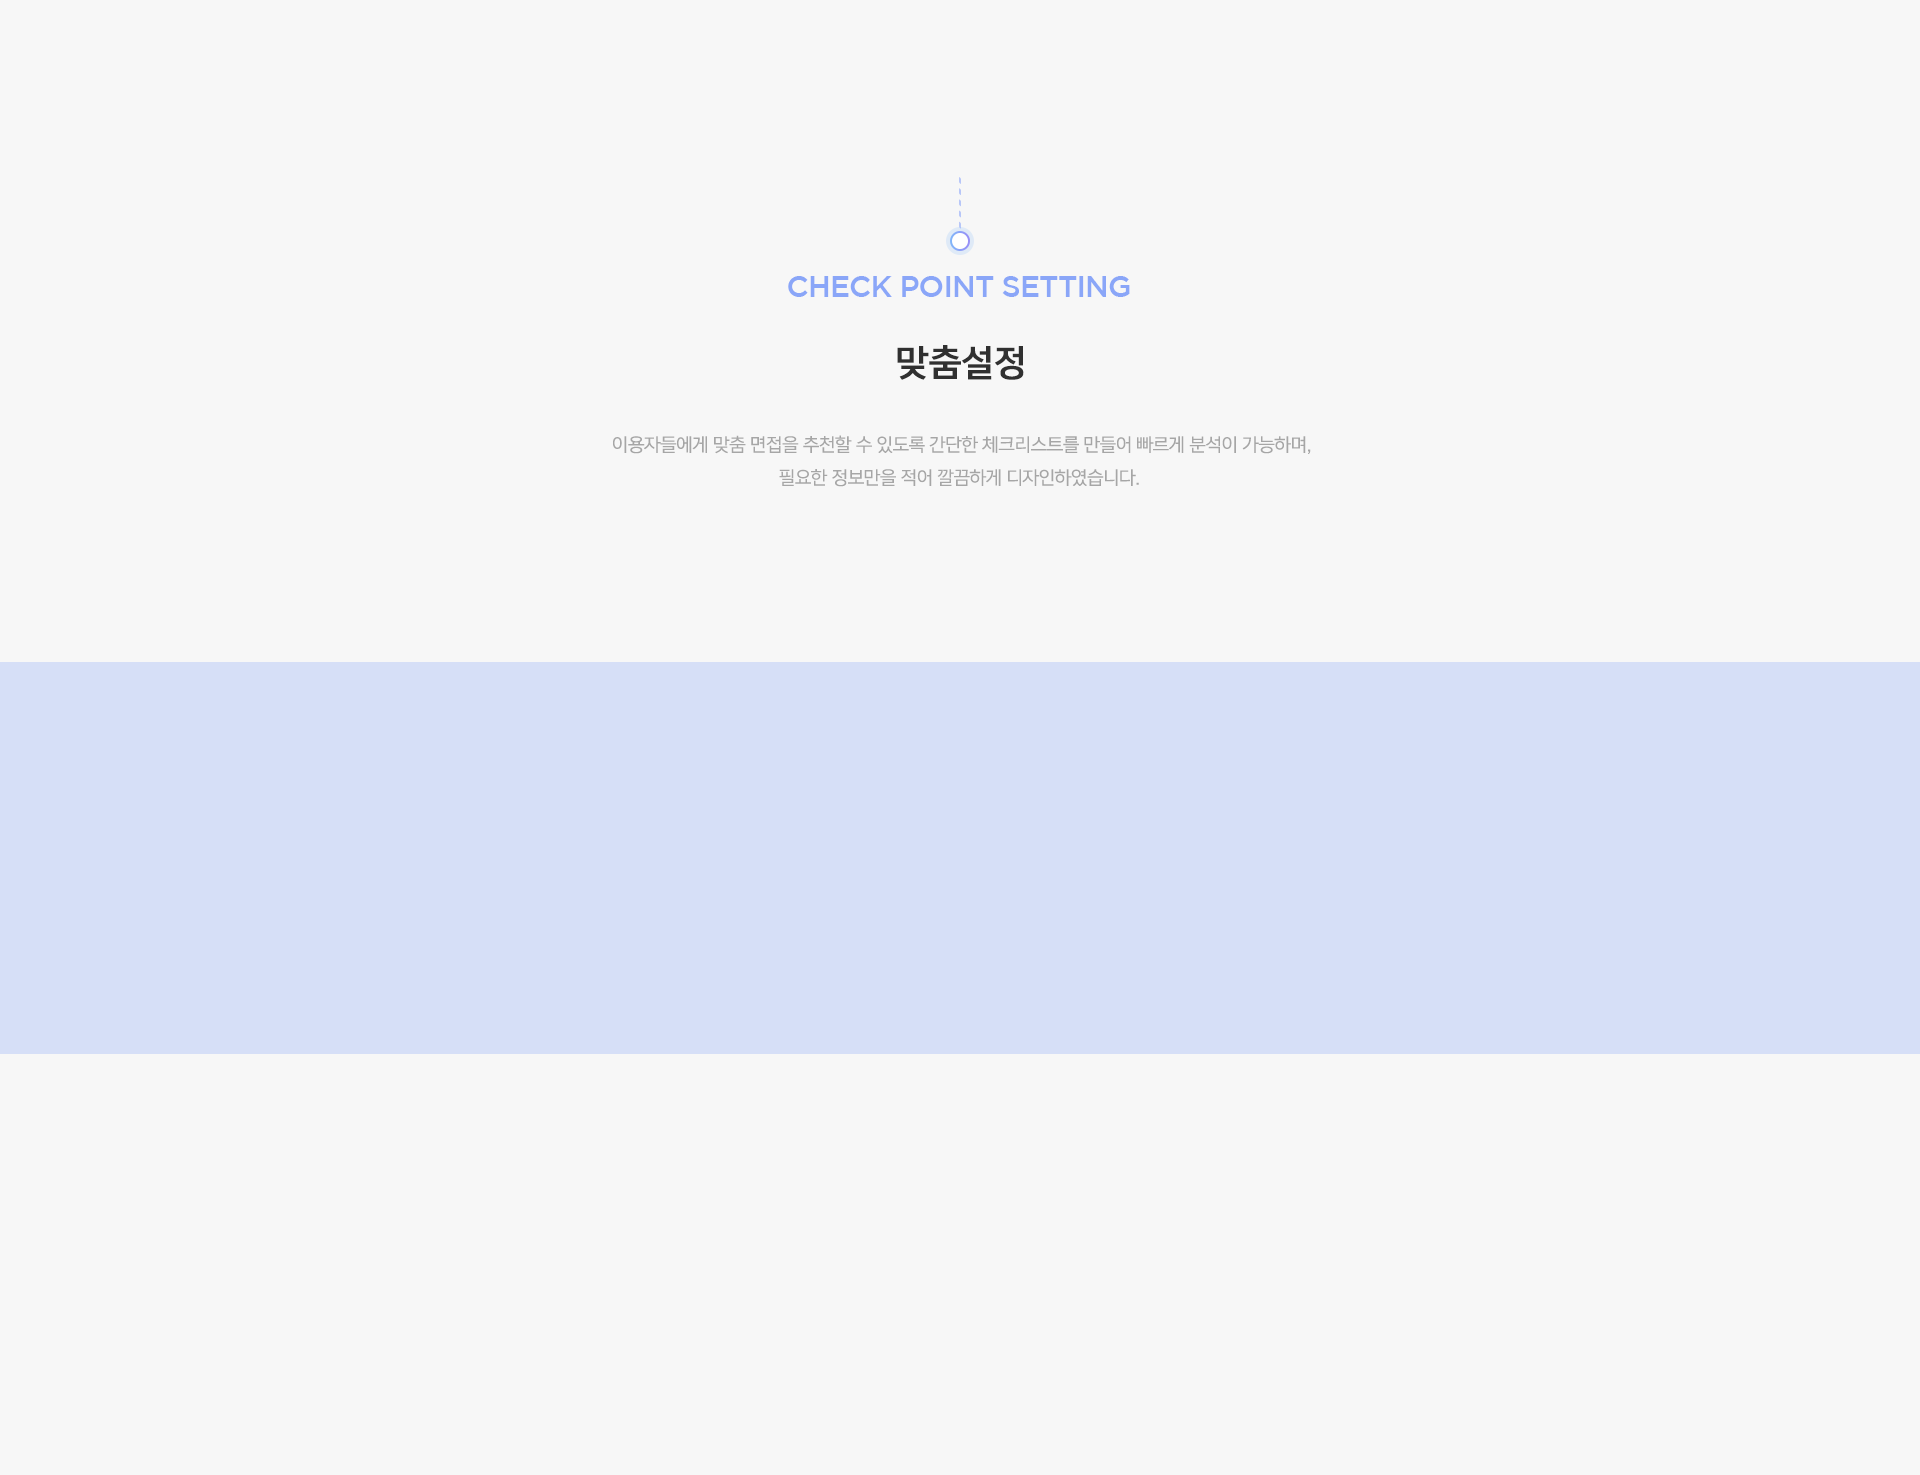 CHECK POINT SETTING
맞춤설정
이용자들에게 맞춤 면접을 추천할 수 있도록 간단한 체크리스트를 만들어 빠르게 분석이 가능하며,
필요한 정보만을 적어 깔끔하게 디자인하였습니다.